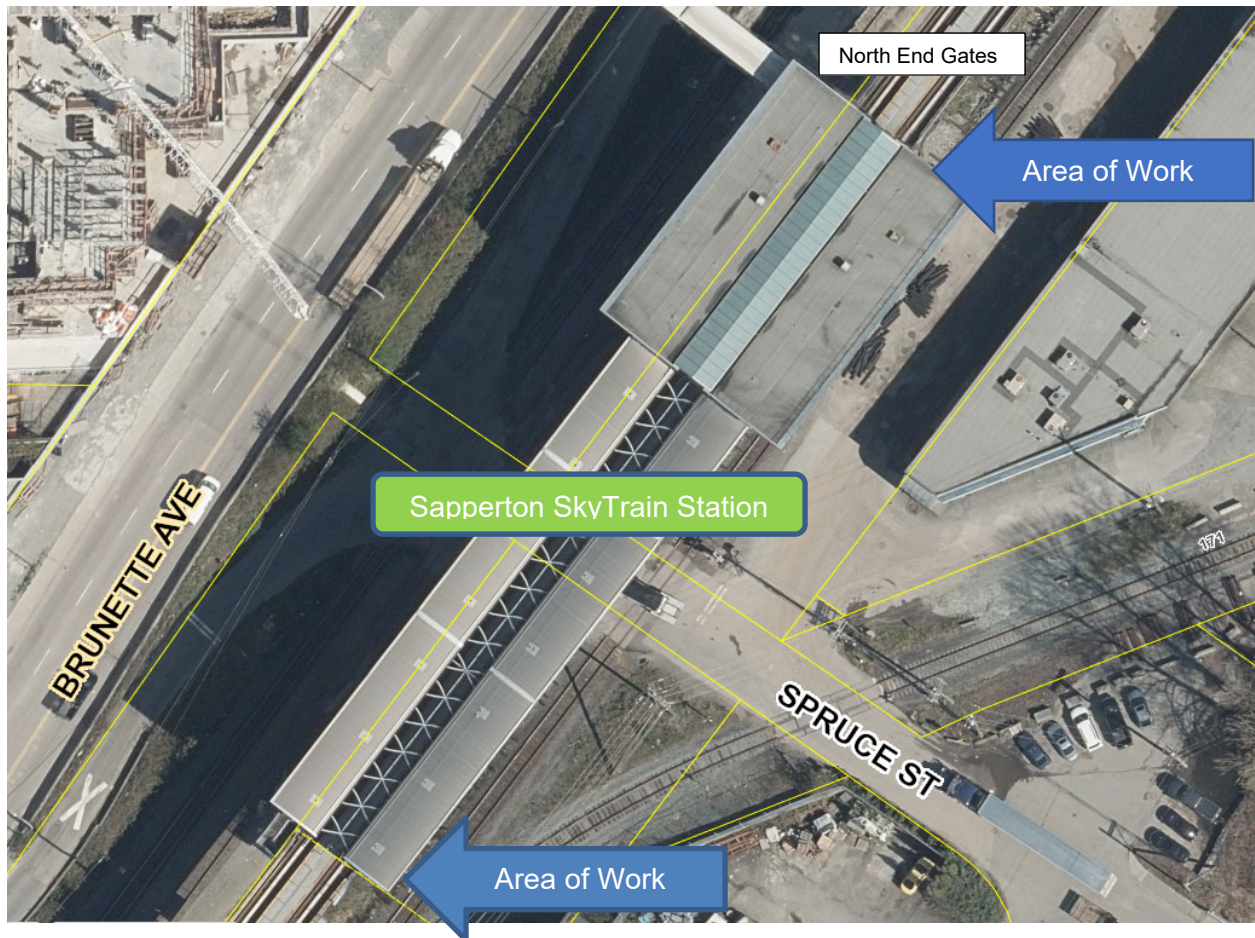 North End Gates
Area of Work
Sapperton SkyTrain Station
BRUNETTE AVE
171
SPRUCE ST
Area of Work